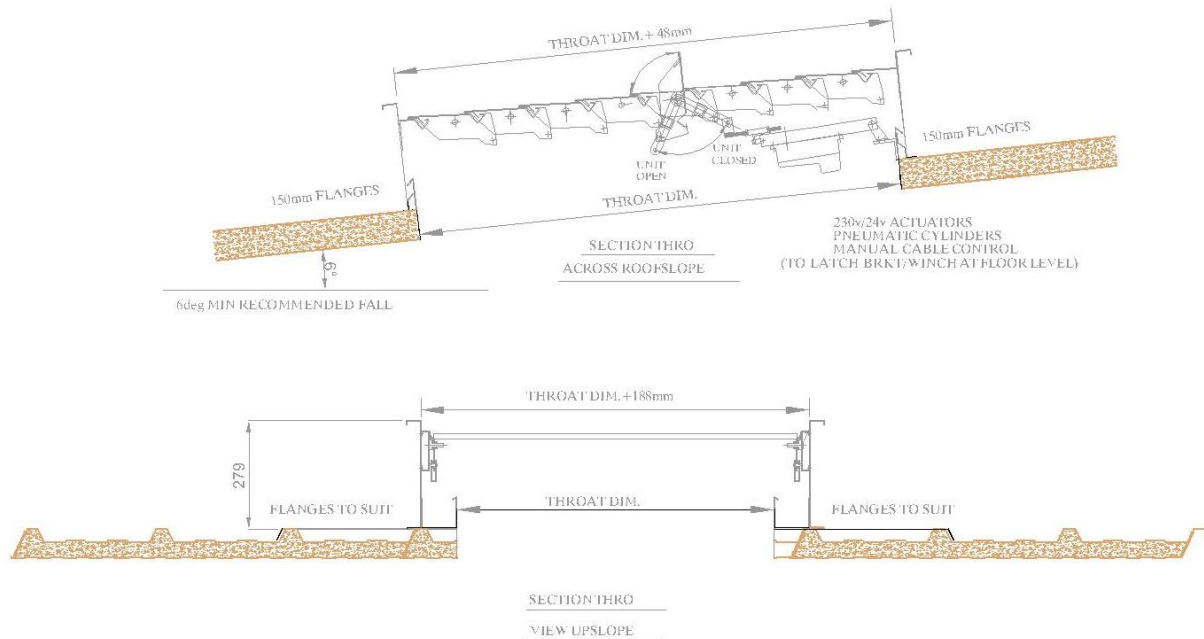 THROAT DIM. + 48mm
150mm FLANGES
UNIT
CLOSED
UNIT
OPEN
150mm FLANGES
THROAT DIM.
230v/24v ACTUATORS
PNEUMATIC CYLINDERS
MANUAL CABLE CONTROL
(TO LATCH BRKT/WINCH AT FLOOR LEVEL)
SECTION THRO
ACROSS ROOFSLOPE
6°
6deg MIN RECOMMENDED FALL
THROAT DIM. +188mm
279
FLANGES TO SUIT
THROAT DIM.
FLANGES TO SUIT
SECTION THRO
VIEW UPSLOPE